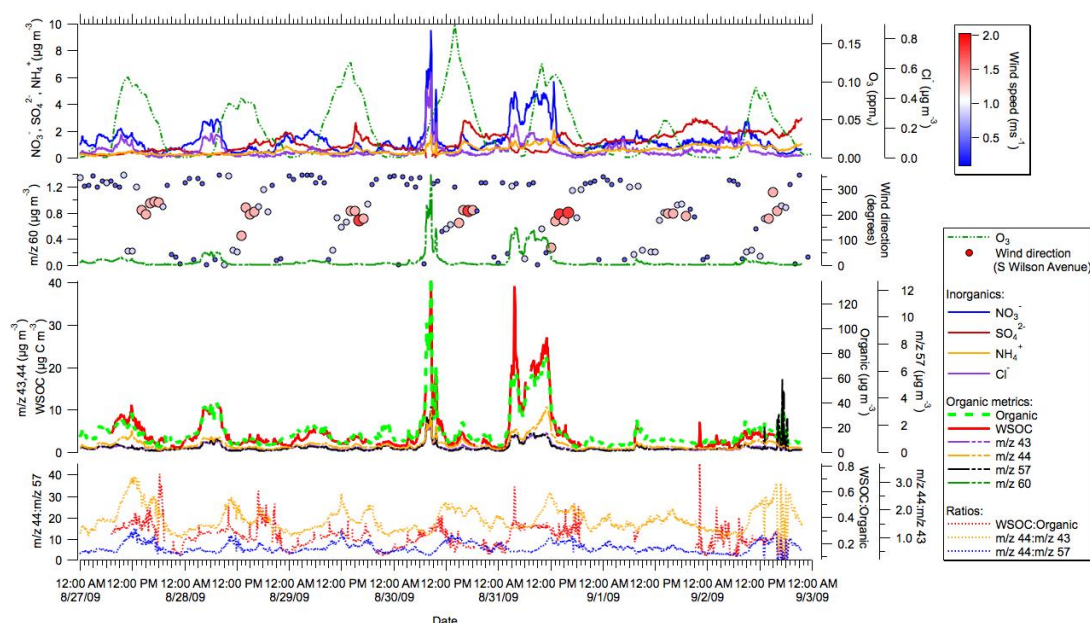 NO₃⁻, SO₄²⁻, NH₄⁺ (µg m⁻³)
10
8
6
4
2
0
0.15
0.10
0.05
0.00
O₃ (ppmv)
0.8
0.6
0.4
0.2
0.0
Cl⁻ (µg m⁻³)
2.0
1.5
1.0
0.5
Wind speed (ms⁻¹)
m/z 60
1.2
0.8
0.4
0.0
300
200
100
0
Wind direction
(degrees)
m/z 43,44 (µg m⁻³)
WSOC (µg C m⁻³)
40
30
20
10
0
120
100
80
60
40
20
0
Organic (µg m⁻³)
12
10
8
6
4
2
0
m/z 57 (µg m⁻³)
m/z 44:m/z 57
40
30
20
10
0
0.8
0.6
0.4
0.2
WSOC:Organic
3.0
2.0
1.0
m/z 44:m/z 43
12:00 AM 12:00 PM 12:00 AM 12:00 PM 12:00 AM 12:00 PM 12:00 AM 12:00 PM 12:00 AM 12:00 PM 12:00 AM 12:00 PM 12:00 AM 12:00 PM 12:00 AM
8/27/09 8/28/09 8/29/09 8/30/09 8/31/09 9/1/09 9/2/09 9/3/09
Date
O₃
Wind direction
(S Wilson Avenue)
Inorganics:
NO₃⁻
SO₄²⁻
NH₄⁺
Cl⁻
Organic metrics:
Organic
WSOC
m/z 43
m/z 44
m/z 57
m/z 60
Ratios:
WSOC:Organic
m/z 44:m/z 43
m/z 44:m/z 57